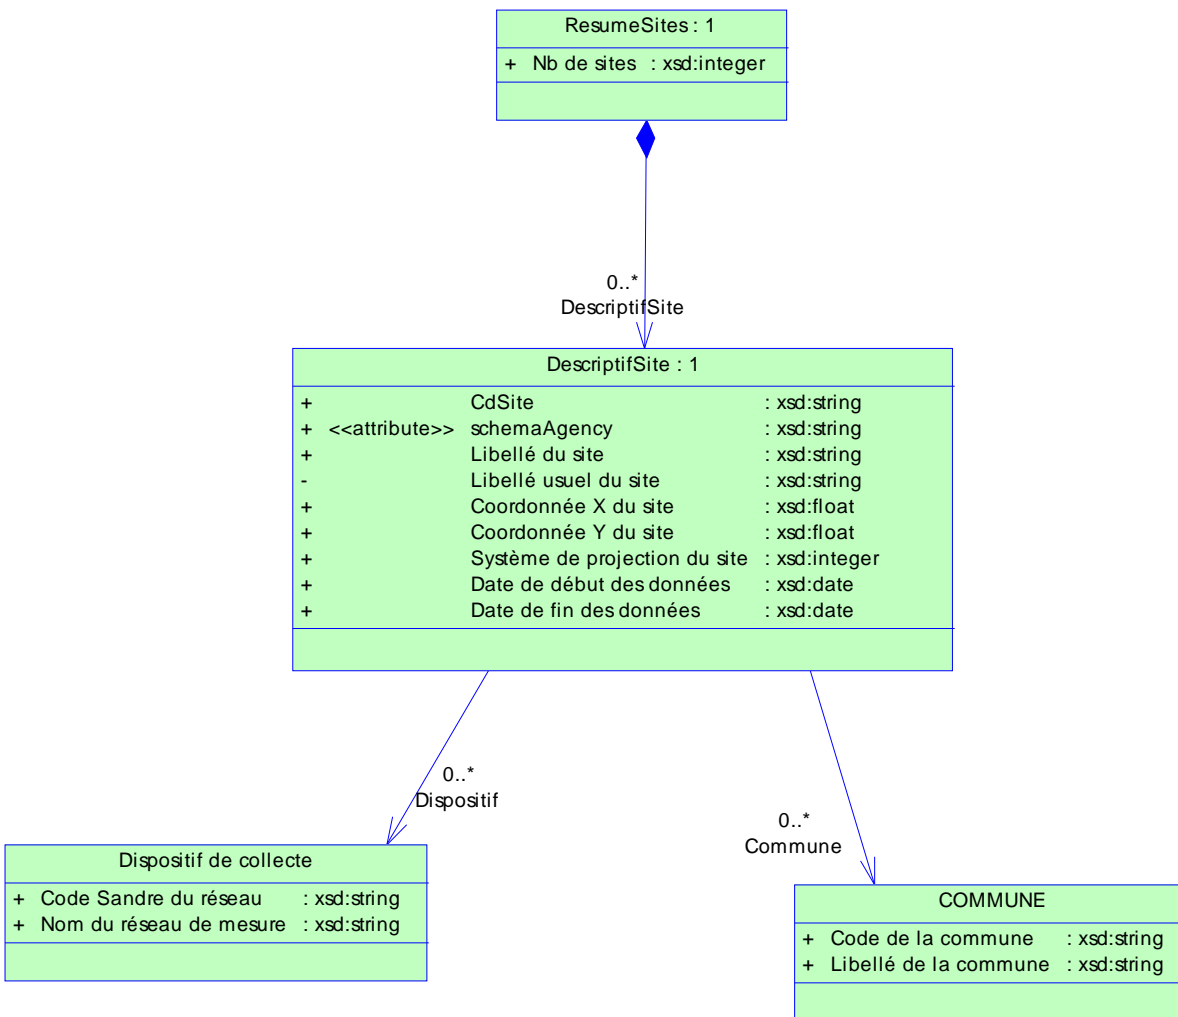 ResumeSites : 1
+ Nb de sites : xsd:integer
0..*
DescriptifSite
DescriptifSite : 1
+ CdSite : xsd:string
+ <<attribute>> schemaAgency : xsd:string
+ Libellé du site : xsd:string
- Libellé usuel du site : xsd:string
+ Coordonnée X du site : xsd:float
+ Coordonnée Y du site : xsd:float
+ Système de projection du site : xsd:integer
+ Date de début des données : xsd:date
+ Date de fin des données : xsd:date
0..*
Dispositif
0..*
Commune
Dispositif de collecte
+ Code Sandre du réseau : xsd:string
+ Nom du réseau de mesure : xsd:string
COMMUNE
+ Code de la commune : xsd:string
+ Libellé de la commune : xsd:string